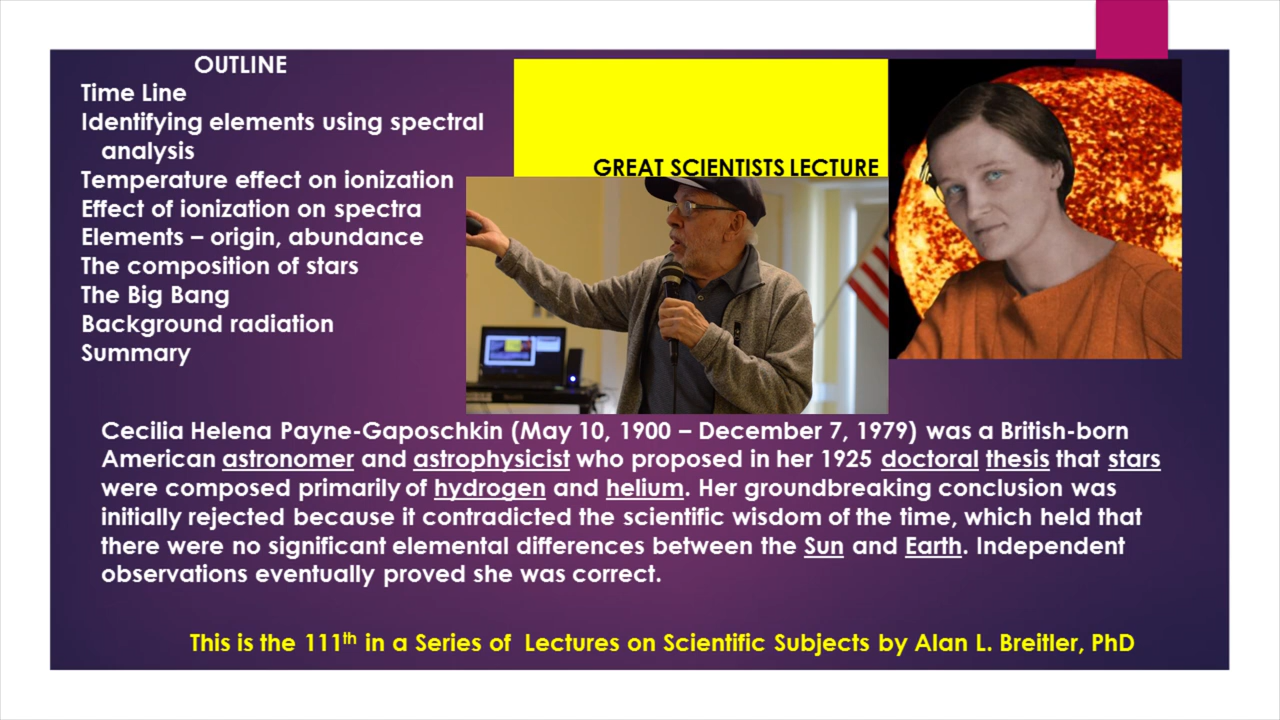 OUTLINE
Time Line
Identifying elements using spectral
analysis
Temperature effect on ionization
Effect of ionization on spectra
Elements – origin, abundance
The composition of stars
The Big Bang
Background radiation
Summary
GREAT SCIENTISTS LECTURE
Cecilia Helena Payne-Gaposchkin (May 10, 1900 – December 7, 1979) was a British-born
American astronomer and astrophysicist who proposed in her 1925 doctoral thesis that stars
were composed primarily of hydrogen and helium. Her groundbreaking conclusion was
initially rejected because it contradicted the scientific wisdom of the time, which held that
there were no significant elemental differences between the Sun and Earth. Independent
observations eventually proved she was correct.
This is the 111th in a Series of Lectures on Scientific Subjects by Alan L. Breitler, PhD